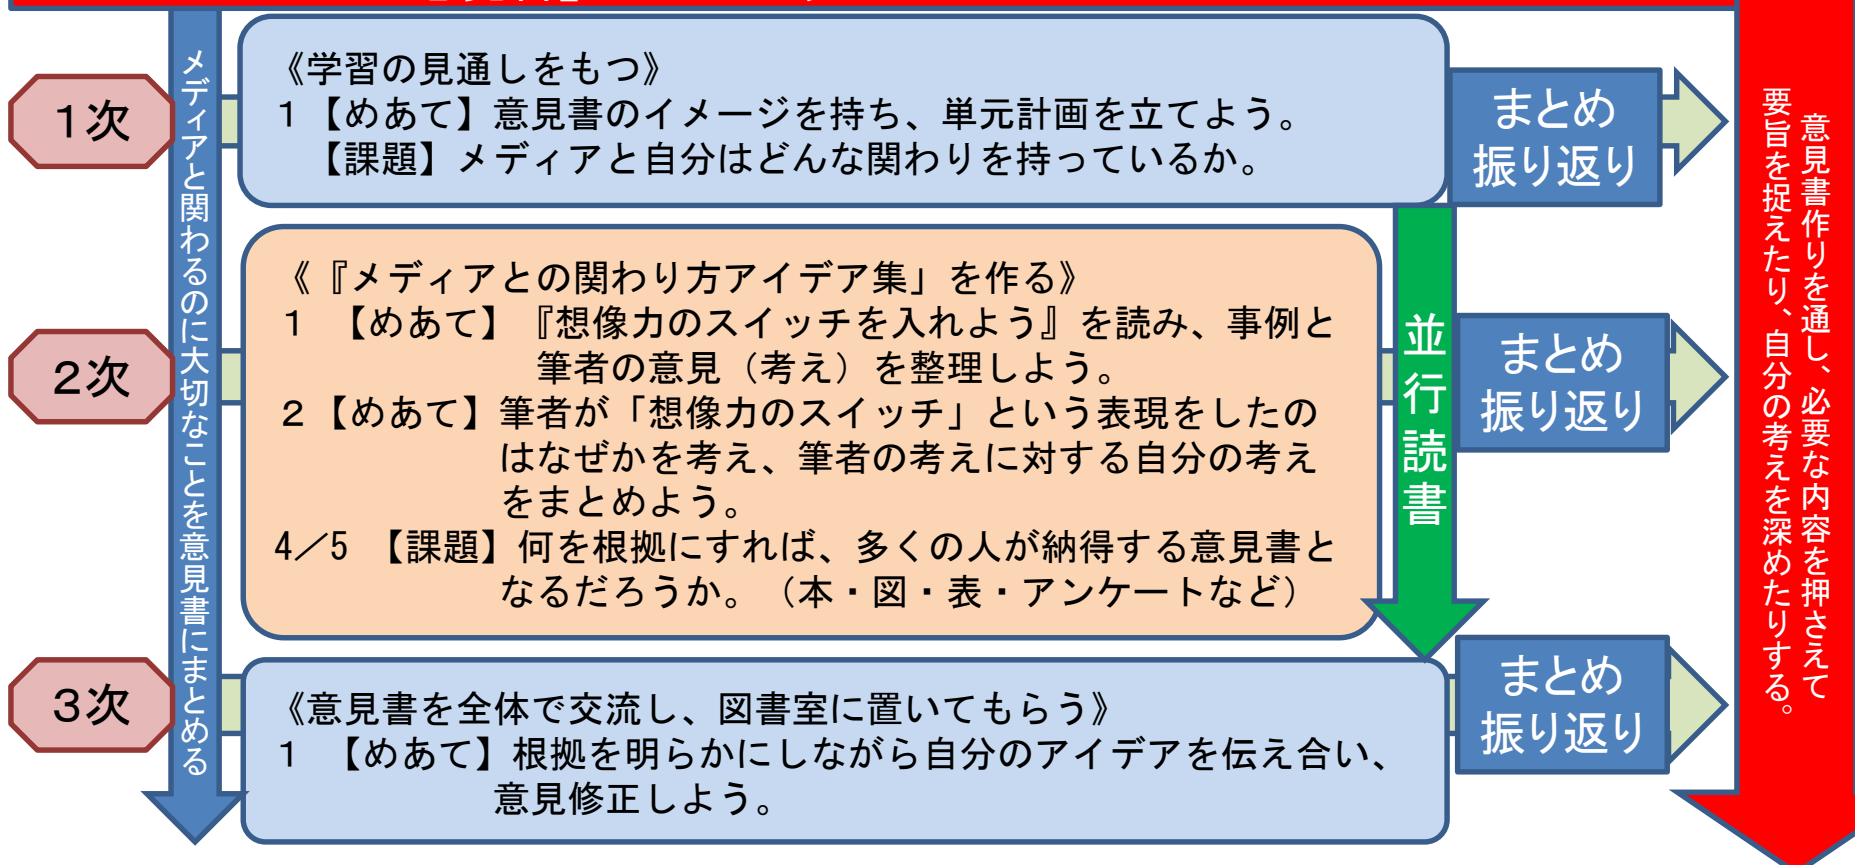 1次
メディアと関わるのに大切なことを意見書にまとめる
《学習の見通しをもつ》
1【めあて】意見書のイメージを持ち、単元計画を立てよう。
【課題】メディアと自分はどんな関わりを持っているか。
まとめ
振り返り
2次
《『メディアとの関わり方アイデア集」を作る》
1 【めあて】『想像力のスイッチを入れよう』を読み、事例と
筆者の意見（考え）を整理しよう。
2【めあて】筆者が「想像力のスイッチ」という表現をしたの
はなぜかを考え、筆者の考えに対する自分の考え
をまとめよう。
4／5 【課題】何を根拠にすれば、多くの人が納得する意見書と
なるだろうか。（本・図・表・アンケートなど）
並行読書
まとめ
振り返り
3次
《意見書を全体で交流し、図書室に置いてもらう》
1 【めあて】根拠を明らかにしながら自分のアイデアを伝え合い、
意見修正しよう。
まとめ
振り返り
意見書作りを通し、必要な内容を押さえて
要旨を捉えたり、自分の考えを深めたりする。